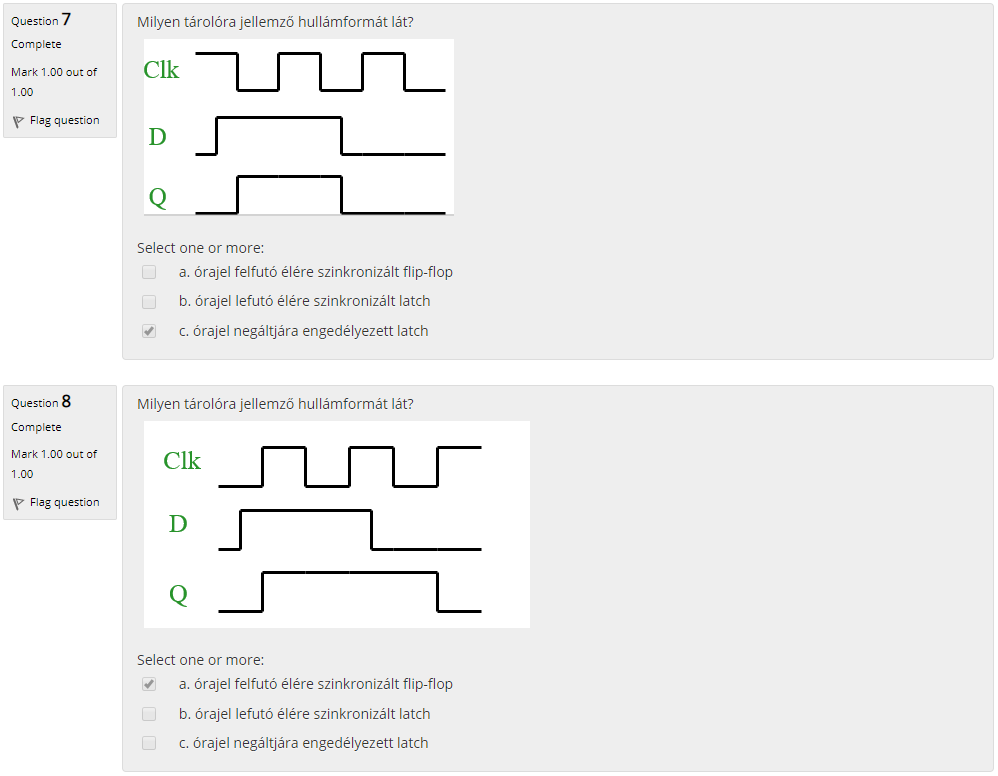 Question 7
Complete
Mark 1.00 out of
1.00
Flag question
Milyen tárolóra jellemző hullámformát lát?
Clk
D
Q
Select one or more:
a. órajel felfutó élére szinkronizált flip-flop
b. órajel lefutó élére szinkronizált latch
c. órajel negáltjára engedélyezett latch
Question 8
Complete
Mark 1.00 out of
1.00
Flag question
Milyen tárolóra jellemző hullámformát lát?
Clk
D
Q
Select one or more:
a. órajel felfutó élére szinkronizált flip-flop
b. órajel lefutó élére szinkronizált latch
c. órajel negáltjára engedélyezett latch